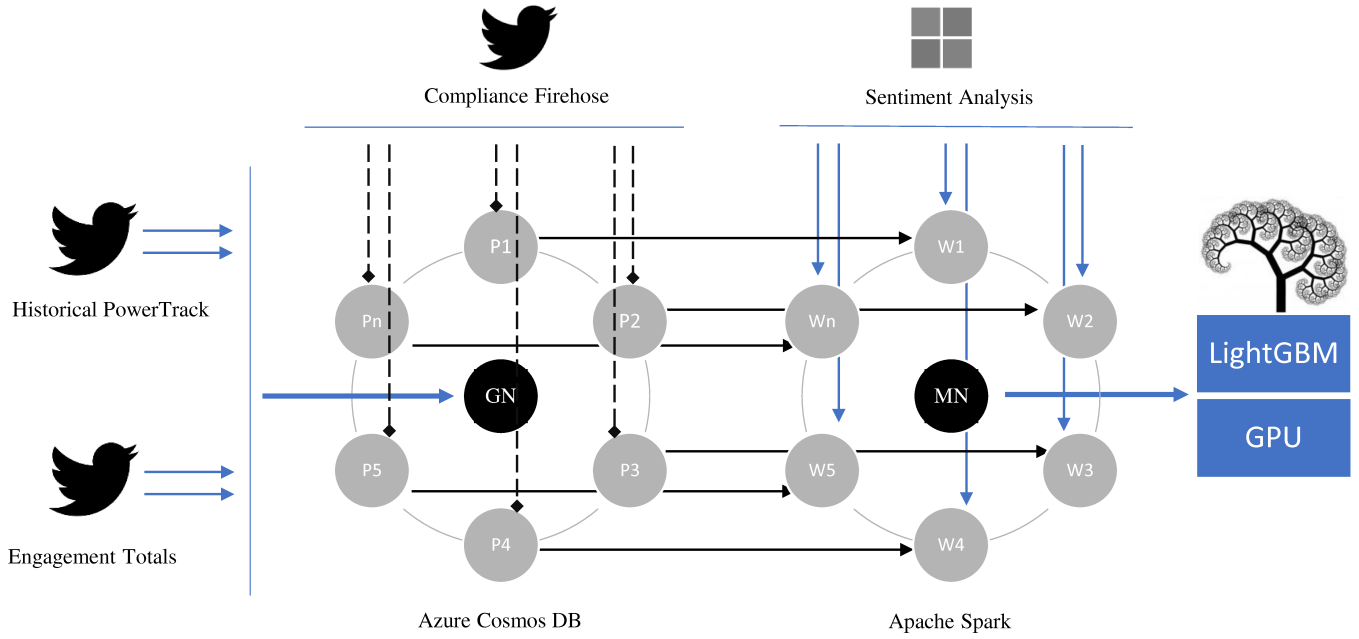 Compliance Firehose
Sentiment Analysis
Historical PowerTrack
Engagement Totals
P1
Pn
P2
GN
P5
P3
P4
Azure Cosmos DB
W1
Wn
W2
MN
W5
W3
W4
Apache Spark
LightGBM
GPU